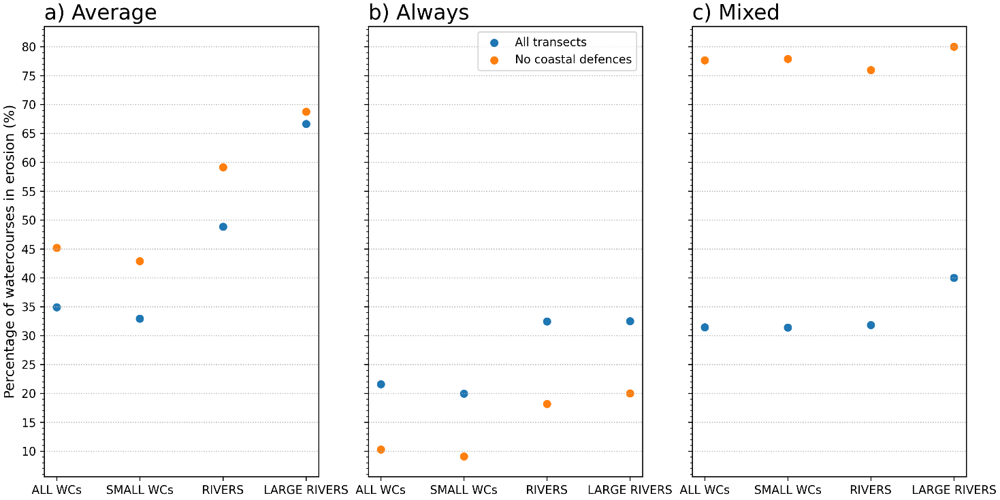 a) Average
b) Always
c) Mixed
Percentage of watercourses in erosion (%)
80
75
70
65
60
55
50
45
40
35
30
25
20
15
10
All transects
No coastal defences
ALL WCs SMALL WCs RIVERS LARGE RIVERS
ALL WCs SMALL WCs RIVERS LARGE RIVERS
ALL WCs SMALL WCs RIVERS LARGE RIVERS